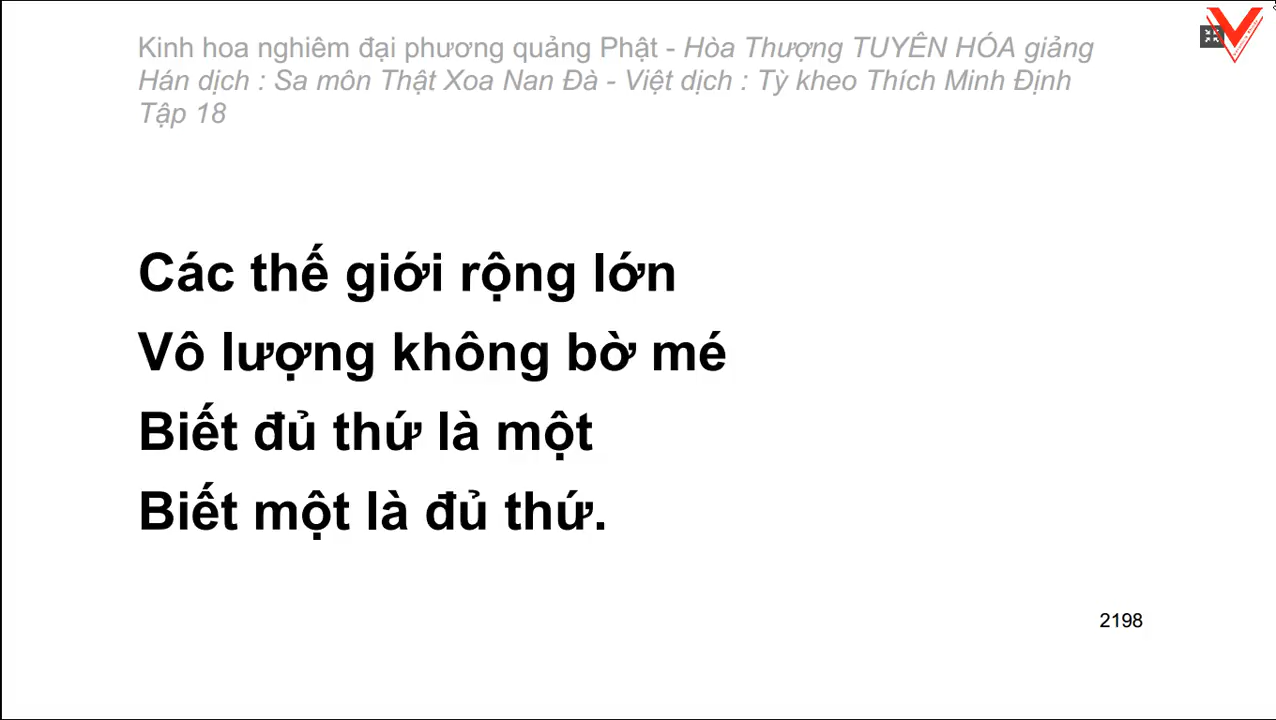 Kinh hoa nghiêm đại phương quảng Phật - Hòa Thượng TUYÊN HÓA giảng
Hán dịch : Sa môn Thật Xoa Nan Đà - Việt dịch : Tỳ kheo Thích Minh Định
Tập 18
Các thế giới rộng lớn
Vô lượng không bờ mé
Biết đủ thứ là một
Biết một là đủ thứ.
2198